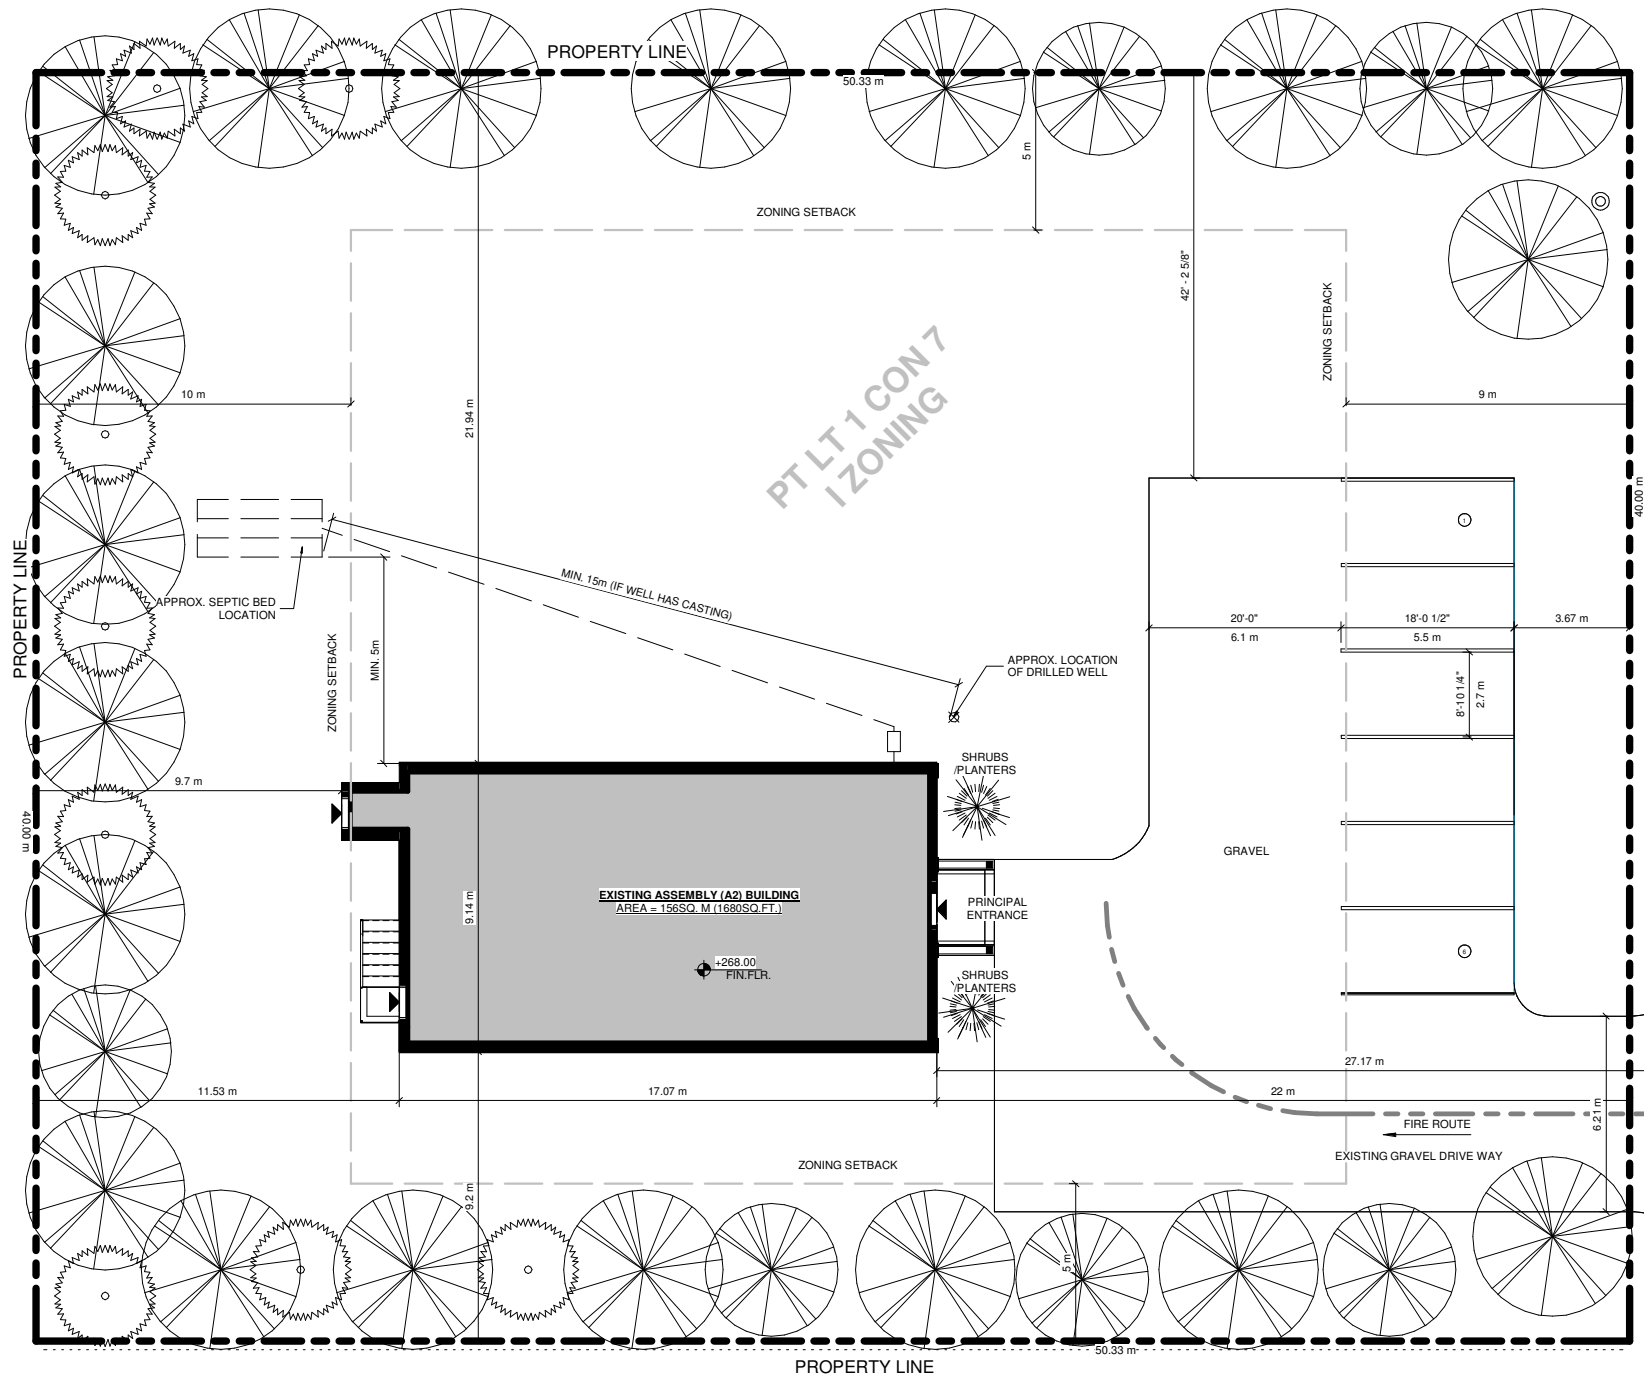 PROPERTY LINE
50.33 m
5 m
ZONING SETBACK
42' - 2 5/8"
ZONING SETBACK
PT LT 1 CON 7
I ZONING
10 m
9 m
21.94 m
40.00 m
1
PROPERTY LINE
MIN. 15m (IF WELL HAS CASTING)
APPROX. SEPTIC BED
LOCATION
20'-0"
6.1 m
18'-0 1/2"
5.5 m
3.67 m
ZONING SETBACK
MIN. 5m
APPROX. LOCATION
OF DRILLED WELL
8'-10 1/4"
2.7 m
SHRUBS
/PLANTERS
9.7 m
40.00 m
GRAVEL
EXISTING ASSEMBLY (A2) BUILDING
AREA = 156SQ. M (1680SQ.FT.)
9.14 m
PRINCIPAL
ENTRANCE
6
+268.00
FIN.FLR.
SHRUBS
/PLANTERS
27.17 m
11.53 m
17.07 m
22 m
6.21 m
FIRE ROUTE
EXISTING GRAVEL DRIVE WAY
ZONING SETBACK
9.2 m
5 m
50.33 m
PROPERTY LINE